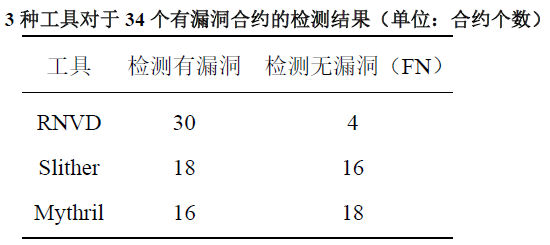 3 种工具对于 34 个有漏洞合约的检测结果（单位：合约个数）
工具 检测有漏洞 检测无漏洞（FN）
RNVD 30 4
Slither 18 16
Mythril 16 18